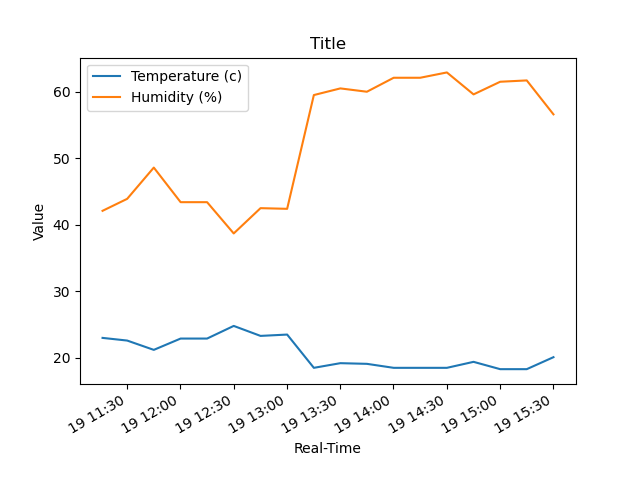 Title
Temperature (c)
Humidity (%)
Value
60
50
40
30
20
19 11:30
19 12:00
19 12:30
19 13:00
19 13:30
19 14:00
19 14:30
19 15:00
19 15:30
Real-Time